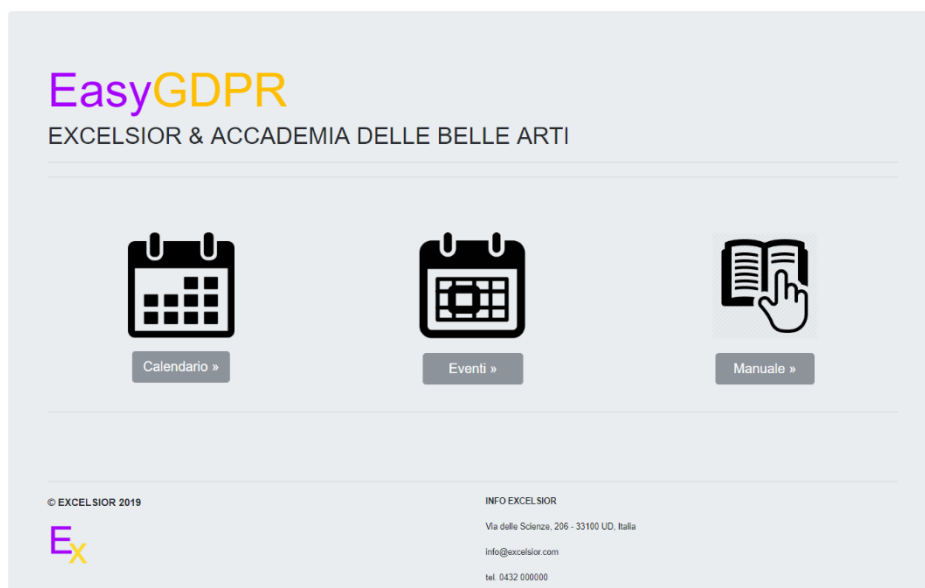 EasyGDPR
EXCELSIOR & ACCADEMIA DELLE BELLE ARTI
Calendario »
Eventi »
Manuale »
© EXCELSIOR 2019
Ex
INFO EXCELSIOR
Via delle Scienze, 206 - 33100 UD, Italia
info@excelsior.com
tel. 0432 000000